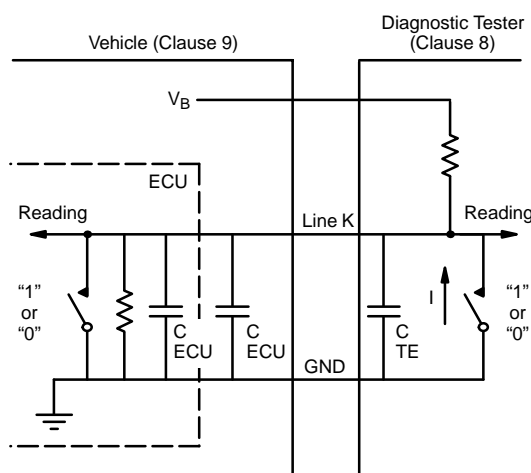 Diagnostic Tester
(Clause 8)
Vehicle (Clause 9)
VB
ECU
Reading
Line K
Reading
“1”
or
“0”
C
ECU
C
ECU
C
TE
I
“1”
or
“0”
GND